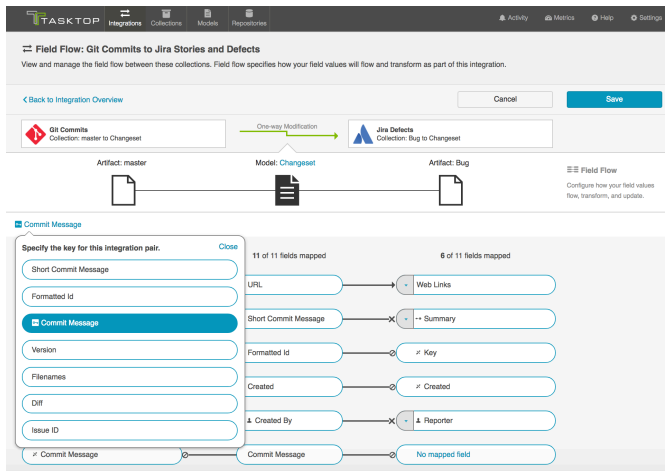 TASKTOP
Integrations
Collections
Models
Repositories
Activity
Metrics
Help
Settings
Field Flow: Git Commits to Jira Stories and Defects
View and manage the field flow between these collections. Field flow specifies how your field values will flow and transform as part of this integration.
Back to Integration Overview
Cancel
Save
Git Commits
Collection: master to Changeset
One-way Modification
Jira Defects
Collection: Bug to Changeset
Artifact: master
Model: Changeset
Artifact: Bug
Field Flow
Configure how your field values
flow, transform, and update.
Commit Message
Specify the key for this integration pair.
Close
Short Commit Message
Formatted Id
Commit Message
Version
Filenames
Diff
Issue ID
11 of 11 fields mapped
6 of 11 fields mapped
URL
Web Links
Short Commit Message
Summary
Formatted Id
Key
Created
Created
Created By
Reporter
Commit Message
Commit Message
No mapped field